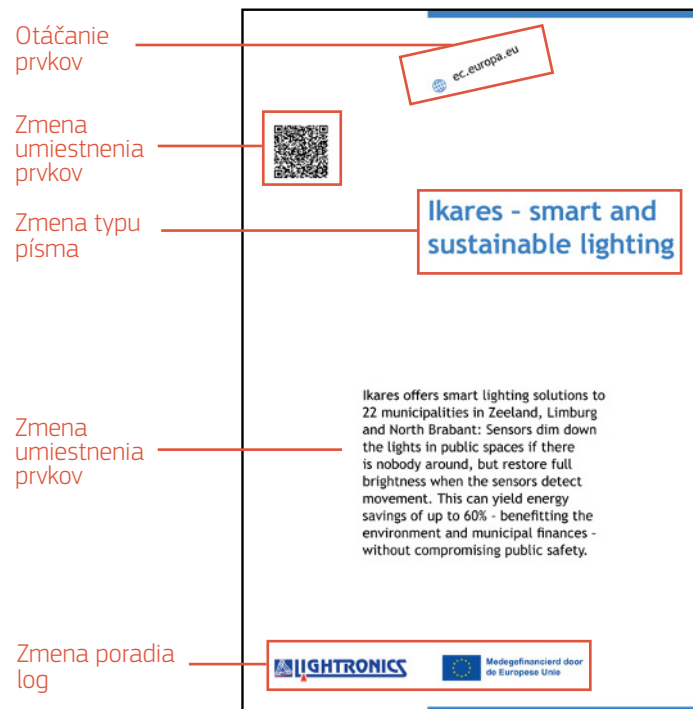 Otáčanie
prvkov
ec.europa.eu
Zmena
umiestnenia
prvkov
Zmena typu
písma
Ikares - smart and
sustainable lighting
Zmena
umiestnenia
prvkov
Ikares offers smart lighting solutions to
22 municipalities in Zeeland, Limburg
and North Brabant: Sensors dim down
the lights in public spaces if there
is nobody around, but restore full
brightness when the sensors detect
movement. This can yield energy
savings of up to 60% - benefitting the
environment and municipal finances -
without compromising public safety.
Zmena poradia
log
LIGHTRONICS
Medegefinancierd door
de Europese Unie